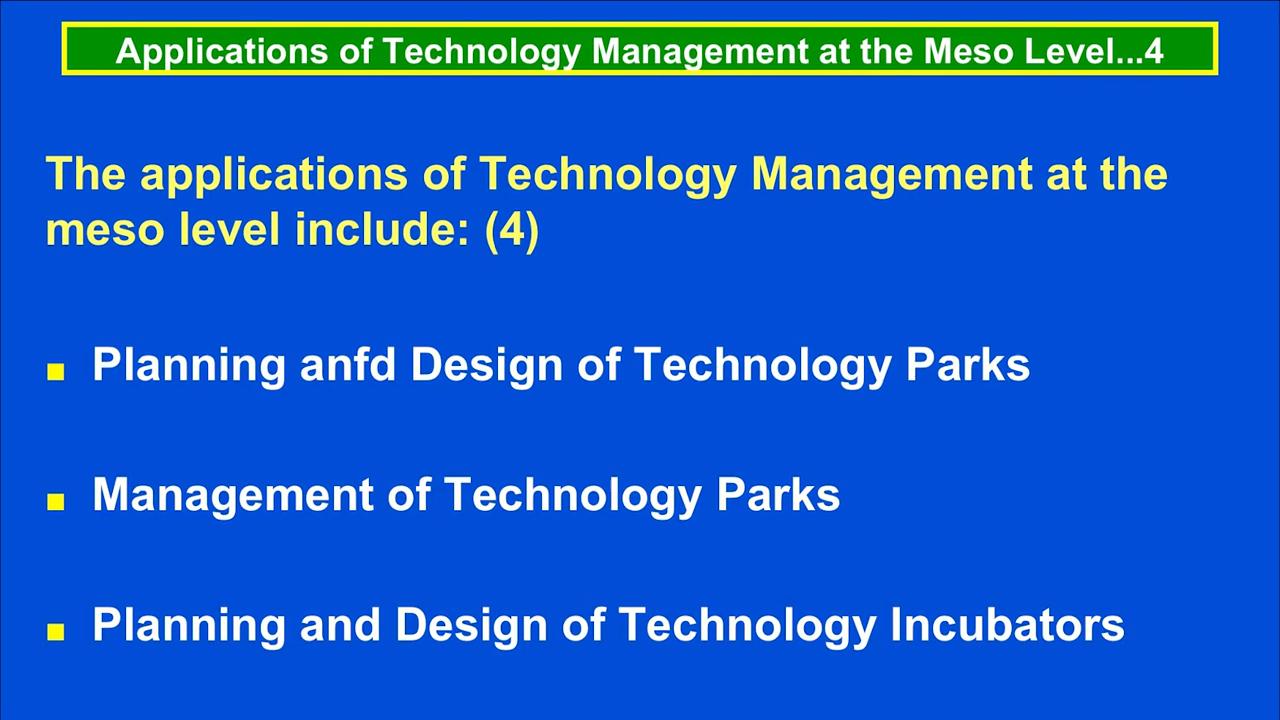 Applications of Technology Management at the Meso Level...4
The applications of Technology Management at the
meso level include: (4)
Planning anfd Design of Technology Parks
Management of Technology Parks
Planning and Design of Technology Incubators